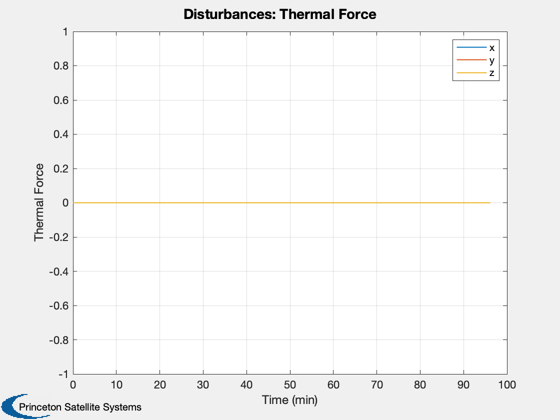 Disturbances: Thermal Force
1
0.8
0.6
0.4
0.2
0
-0.2
-0.4
-0.6
-0.8
-1
Thermal Force
x
y
z
0 10 20 30 40 50 60 70 80 90 100
Time (min)
Princeton Satellite Systems